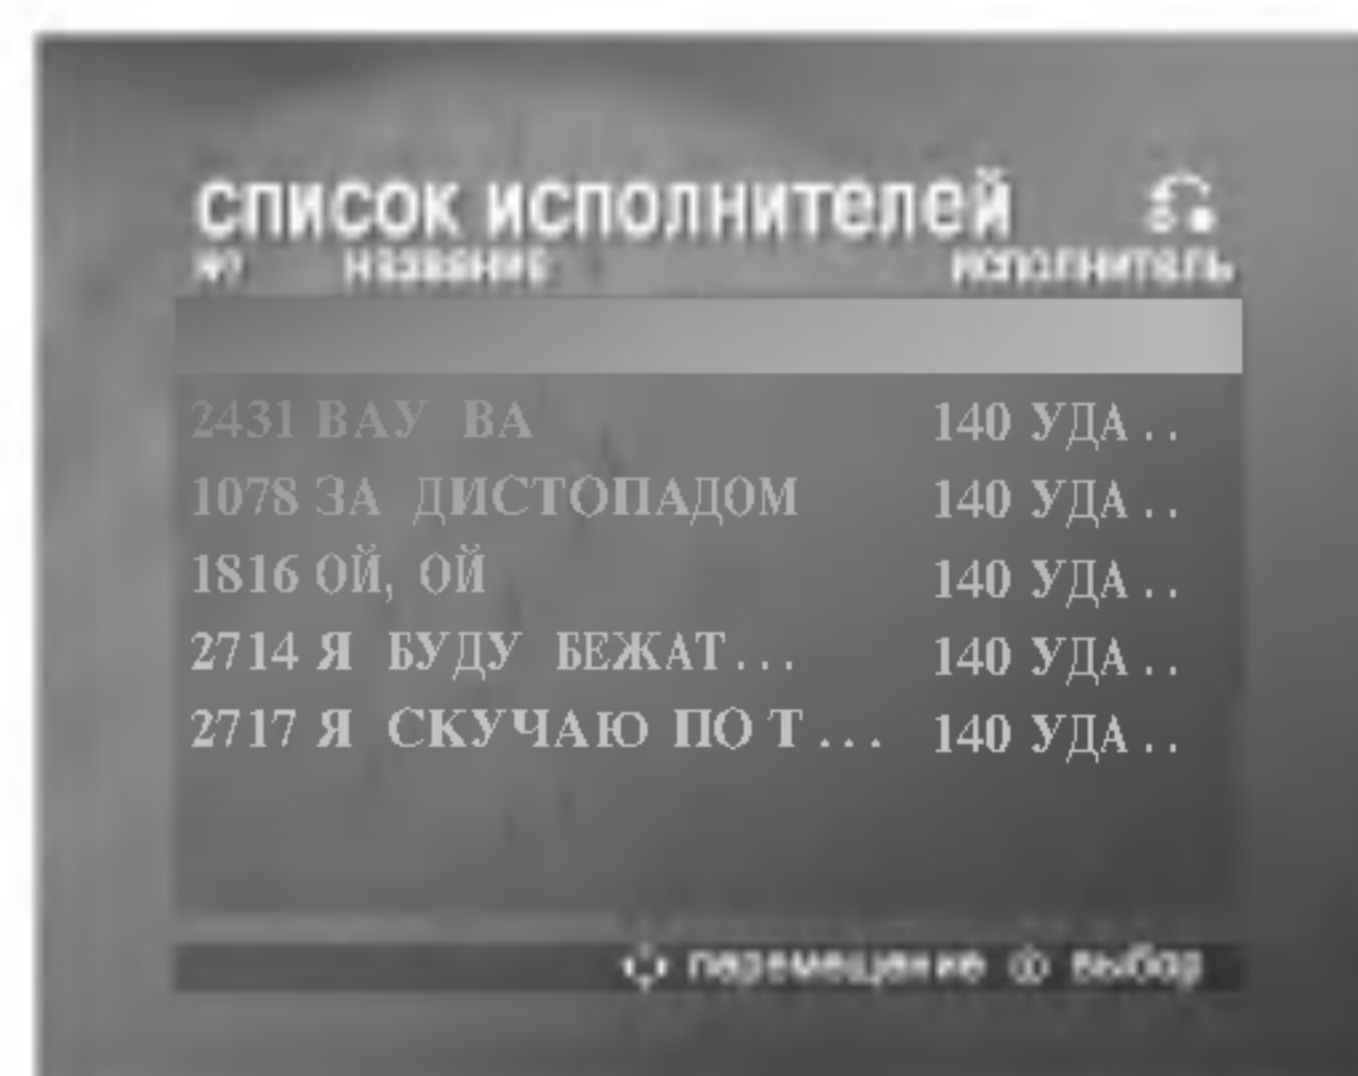 список исполнителей
№ название исполнитель
2431 ВАУ ВА 140 УДА..
1078 ЗА ДИСТОПАДОМ 140 УДА..
1816 ОЙ, ОЙ 140 УДА..
2714 Я БУДУ БЕЖАТ... 140 УДА..
2717 Я СКУЧАЮ ПО Т... 140 УДА..
перемещение выбор